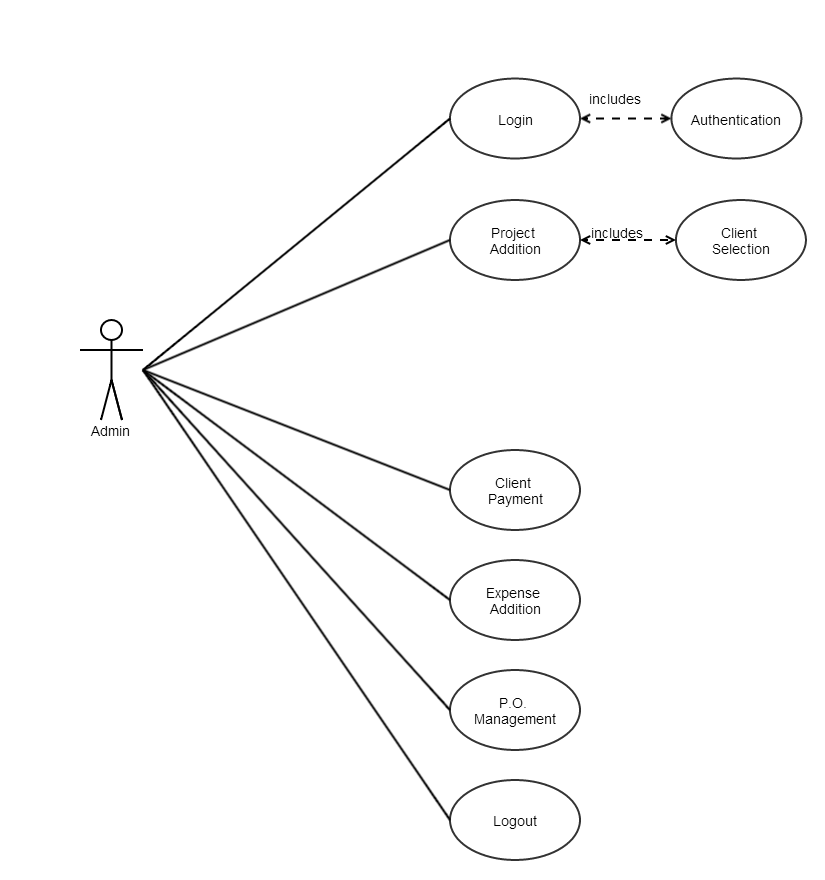 includes
Login
Authentication
Project
Addition
includes
Client
Selection
Admin
Client
Payment
Expense
Addition
P.O.
Management
Logout